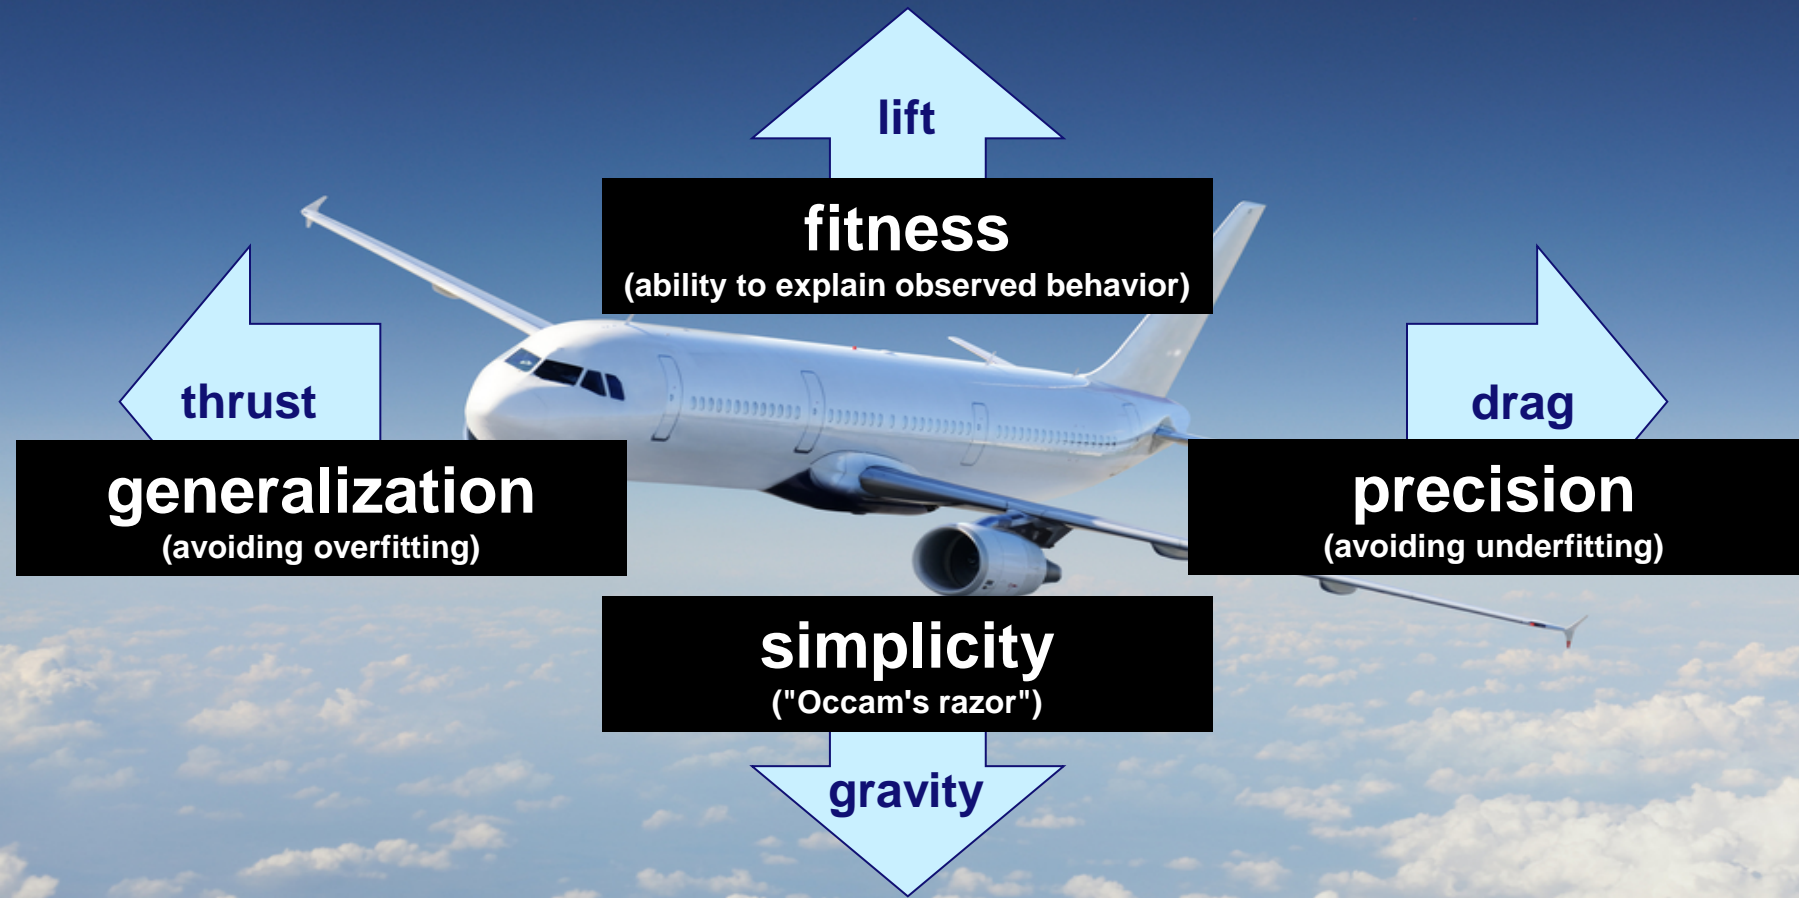 lift
fitness
(ability to explain observed behavior)
thrust
generalization
(avoiding overfitting)
drag
precision
(avoiding underfitting)
simplicity
("Occam's razor")
gravity